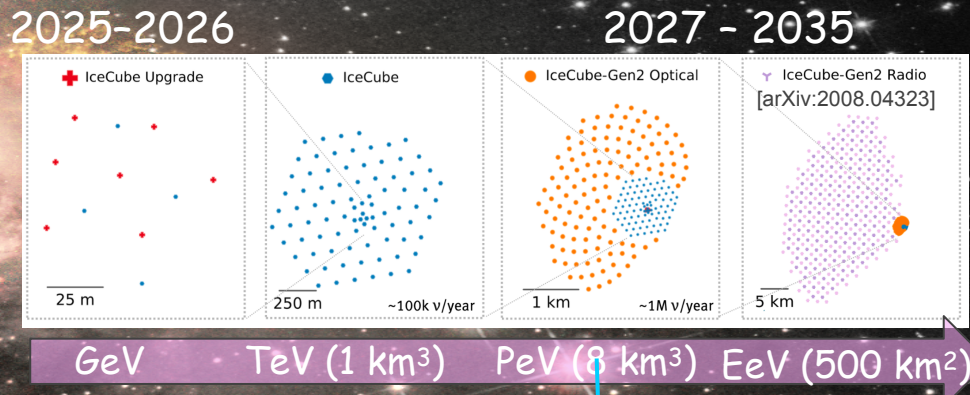 2025-2026
2027 - 2035
IceCube Upgrade
IceCube
IceCube-Gen2 Optical
IceCube-Gen2 Radio
[arXiv:2008.04323]
25 m
250 m
~100k ν/year
1 km
~1M ν/year
5 km
GeV
TeV (1 km³)
PeV (8 km³)
EeV (500 km²)